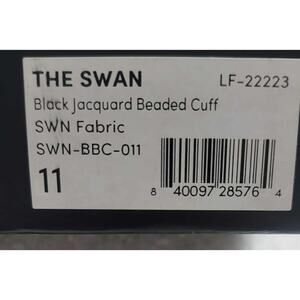 THE SWAN LF-22223
Black Jacquard Beaded Cuff
SWN Fabric
SWN-BBC-011
11
8 40097 28576 4